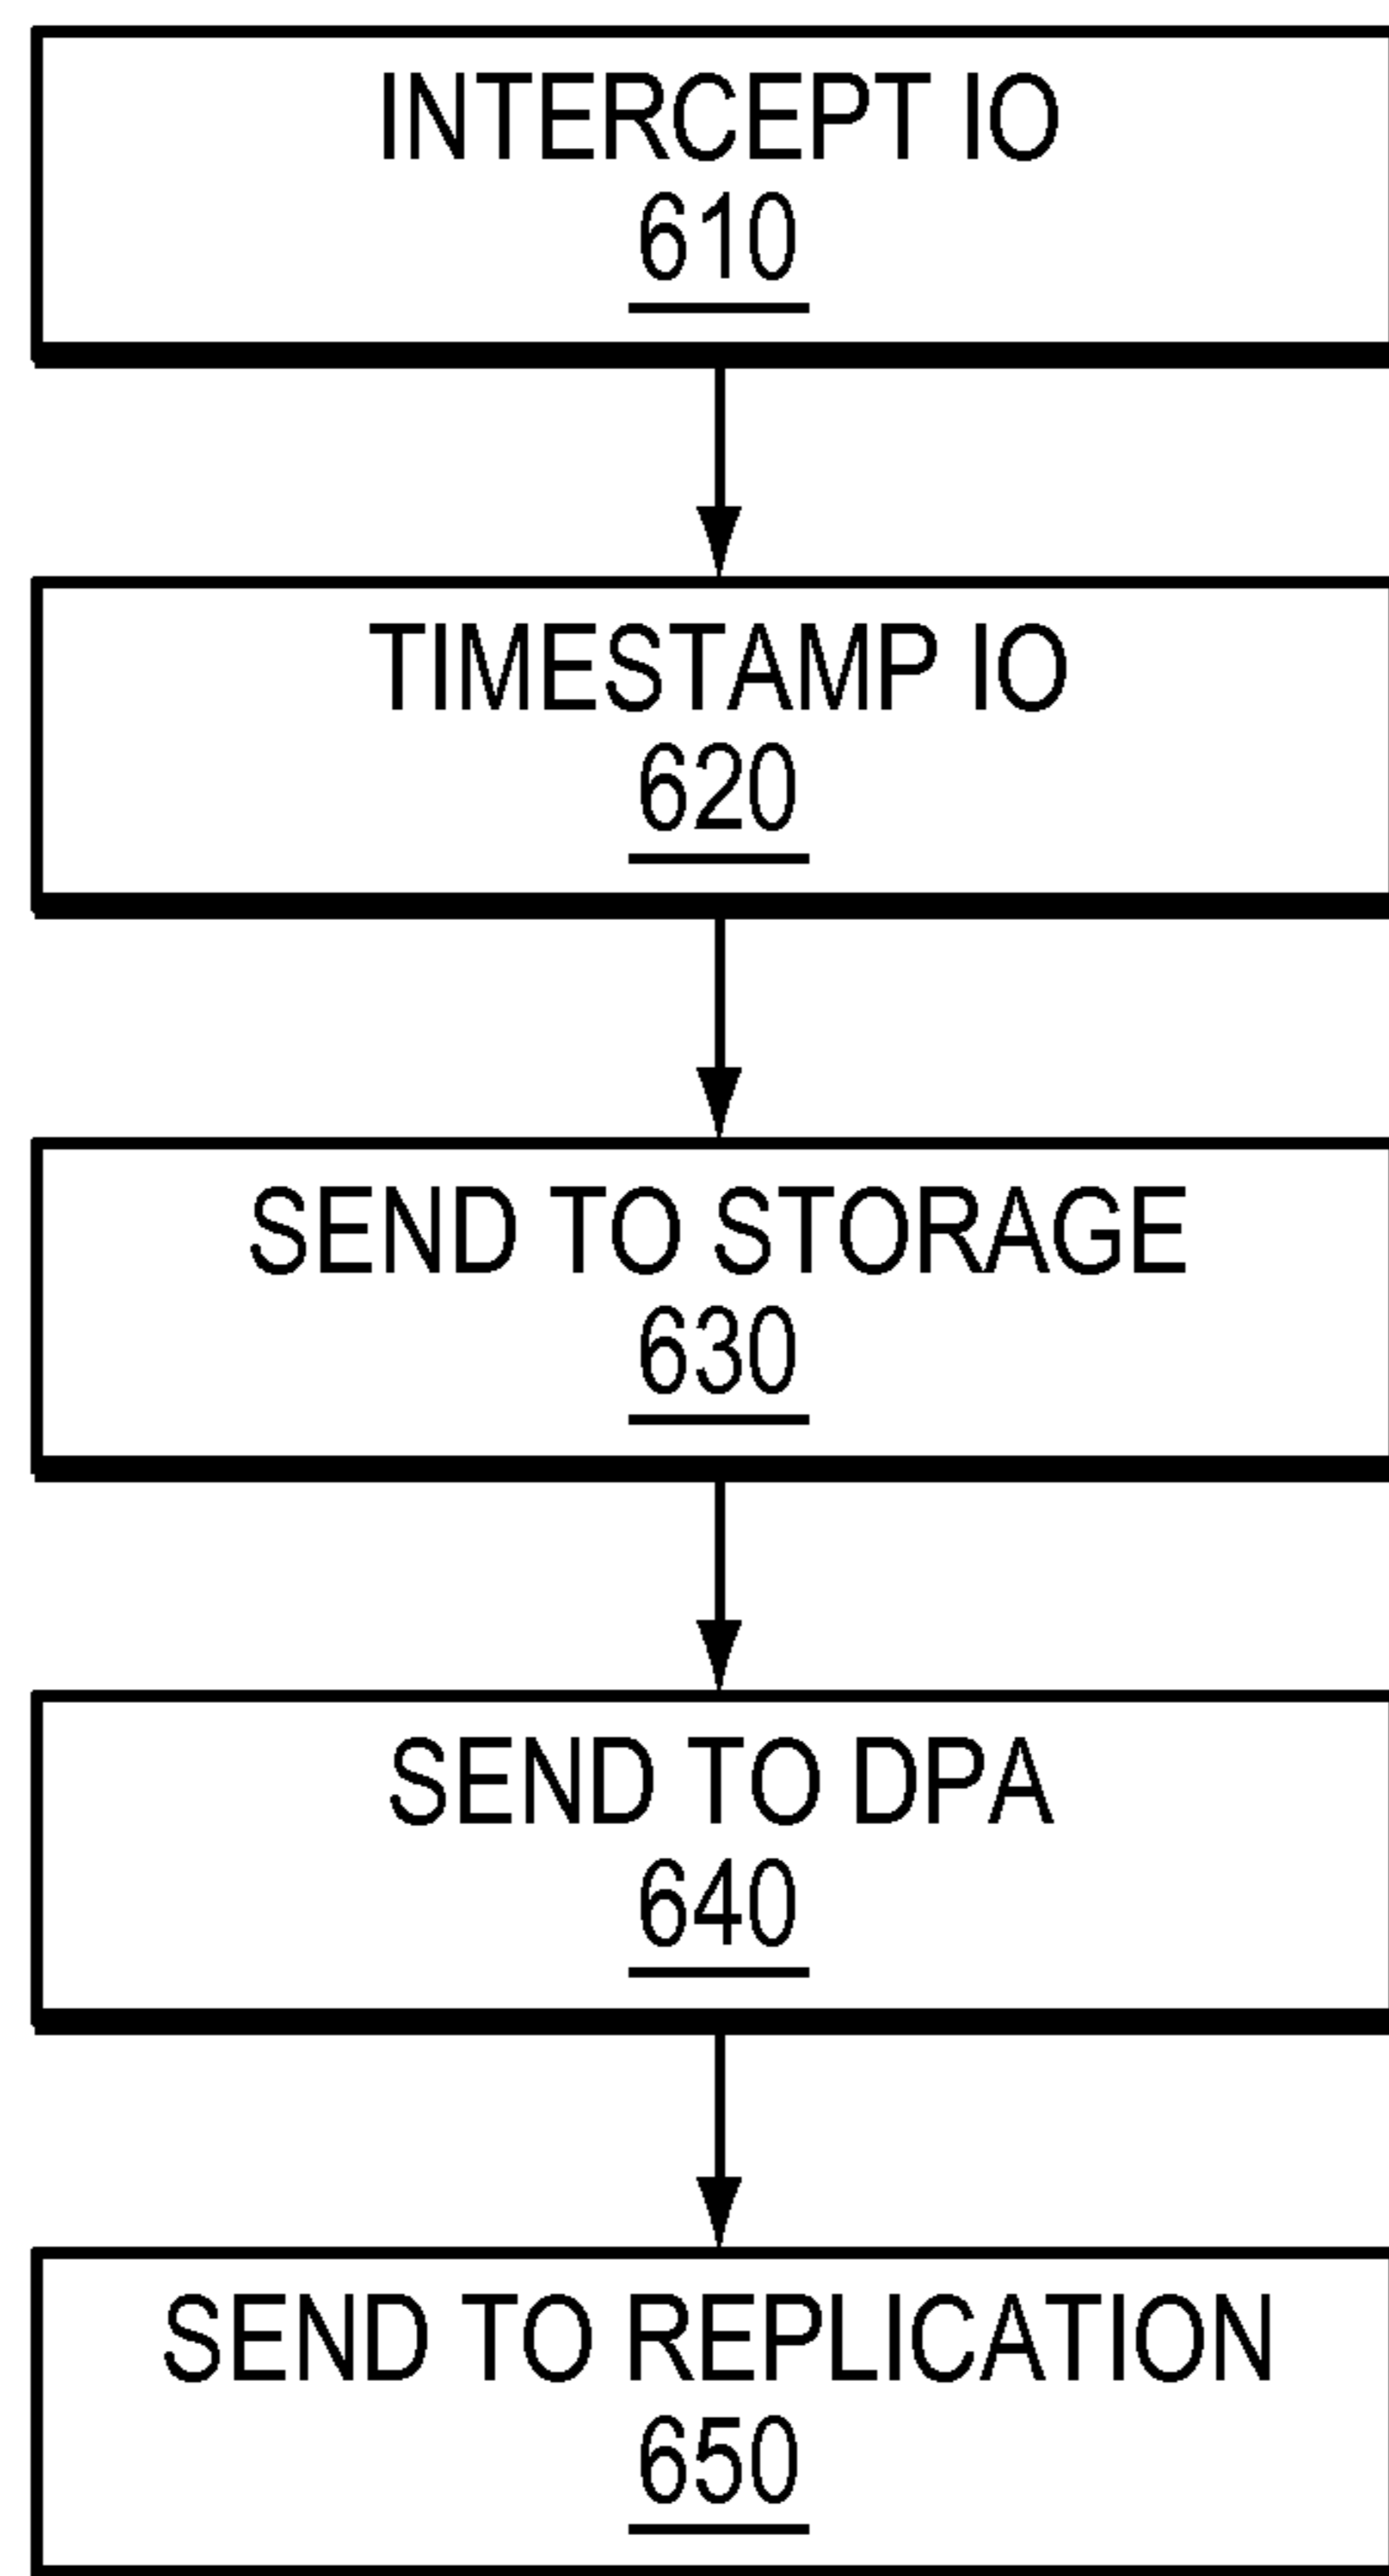 INTERCEPT IO
610
TIMESTAMP IO
620
SEND TO STORAGE
630
SEND TO DPA
640
SEND TO REPLICATION
650